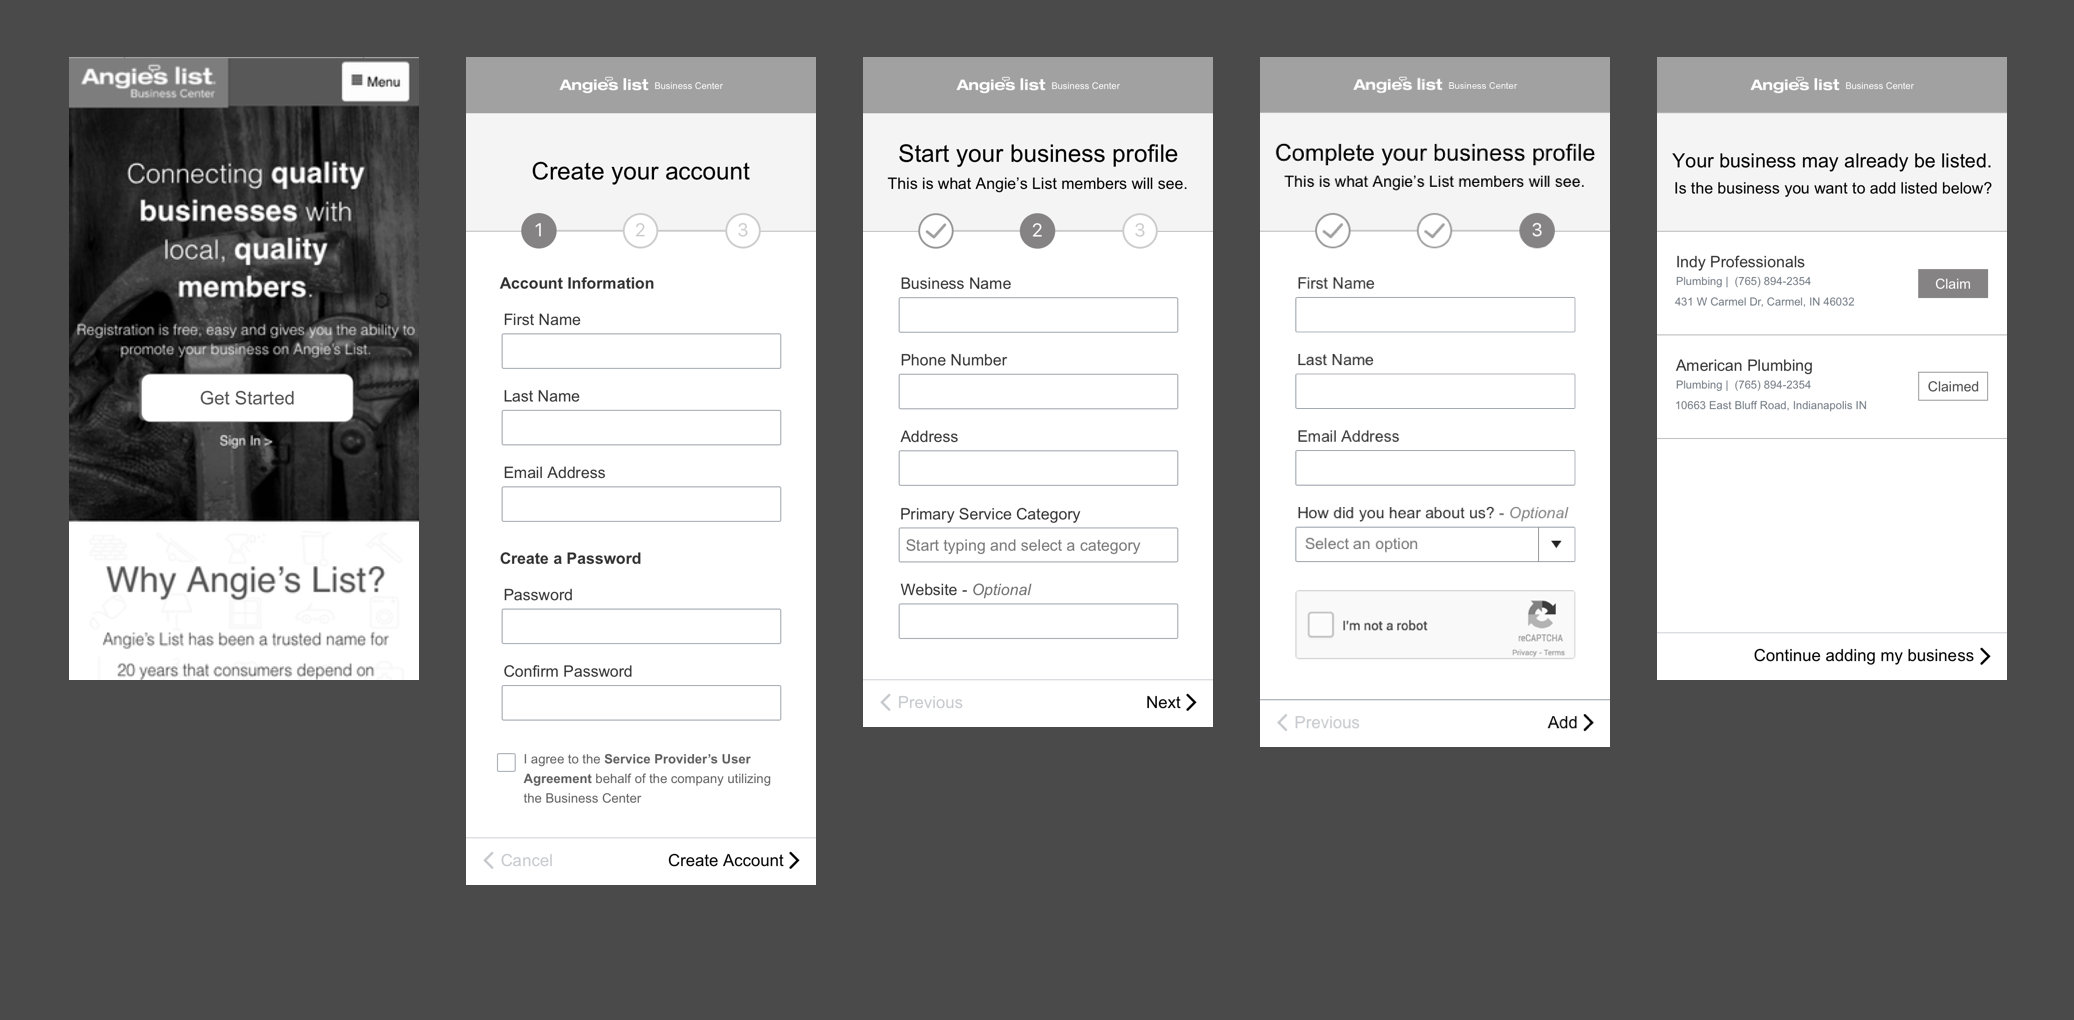 Angie's list
Business Center
Menu
Connecting quality
businesses with
local, quality
members.
Registration is free, easy and gives you the ability to
promote your business on Angie's List.
Get Started
Sign In >
Why Angie's List?
Angie's List has been a trusted name for
20 years that consumers depend on
Angie's list Business Center
Create your account
1 2 3
Account Information
First Name
Last Name
Email Address
Create a Password
Password
Confirm Password
I agree to the Service Provider's User
Agreement behalf of the company utilizing
the Business Center
Cancel
Create Account
Angie's list Business Center
Start your business profile
This is what Angie's List members will see.
2 3
Business Name
Phone Number
Address
Primary Service Category
Start typing and select a category
Website - Optional
Previous
Next
Angie's list Business Center
Complete your business profile
This is what Angie's List members will see.
3
First Name
Last Name
Email Address
How did you hear about us? - Optional
Select an option
I'm not a robot
reCAPTCHA
Privacy - Terms
Previous
Add
Angie's list Business Center
Your business may already be listed.
Is the business you want to add listed below?
Indy Professionals
Plumbing | (765) 894-2354
431 W Carmel Dr, Carmel, IN 46032
Claim
American Plumbing
Plumbing | (765) 894-2354
10663 East Bluff Road, Indianapolis IN
Claimed
Continue adding my business